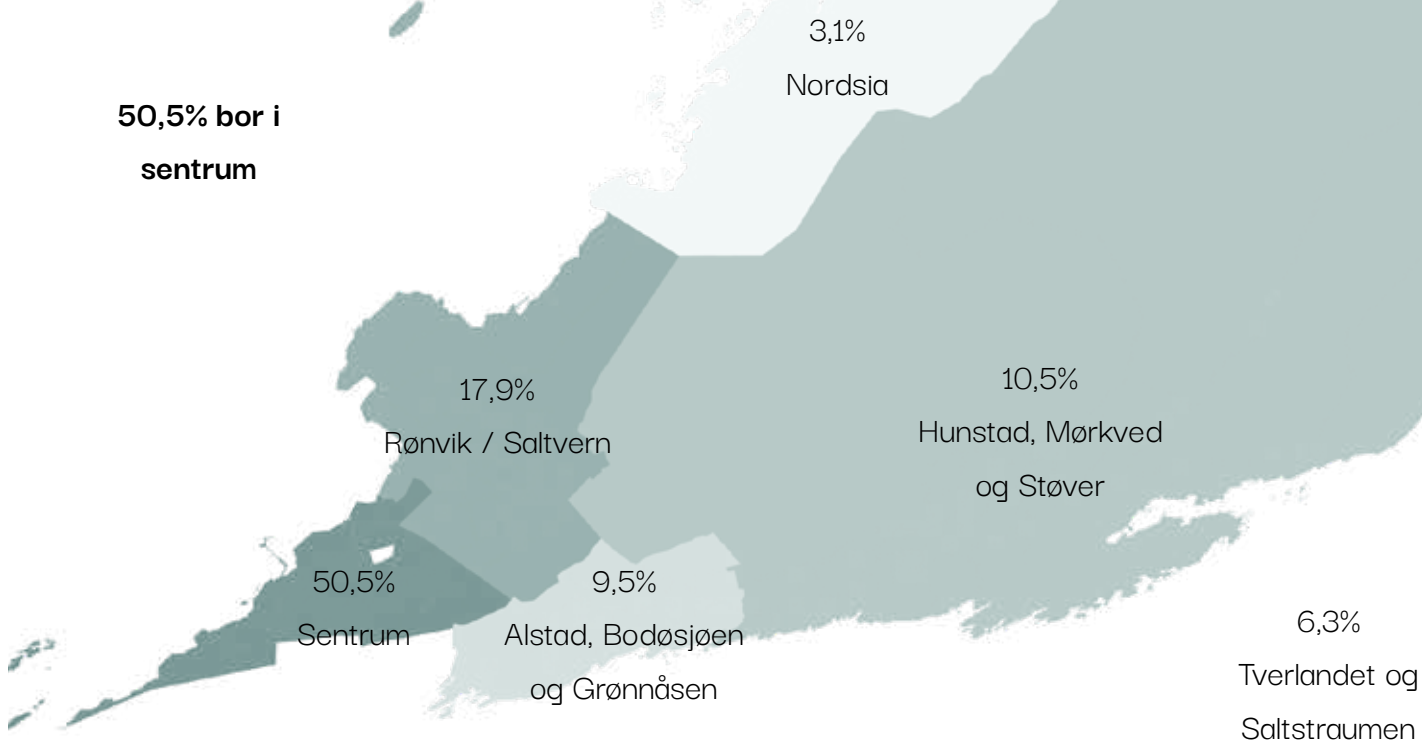 3,1%
Nordsia
50,5% bor i
sentrum
17,9%
Rønvik / Saltvern
10,5%
Hunstad, Mørkved
og Støver
50,5%
Sentrum
9,5%
Alstad, Bodøsjøen
og Grønnåsen
6,3%
Tverlandet og
Saltstraumen